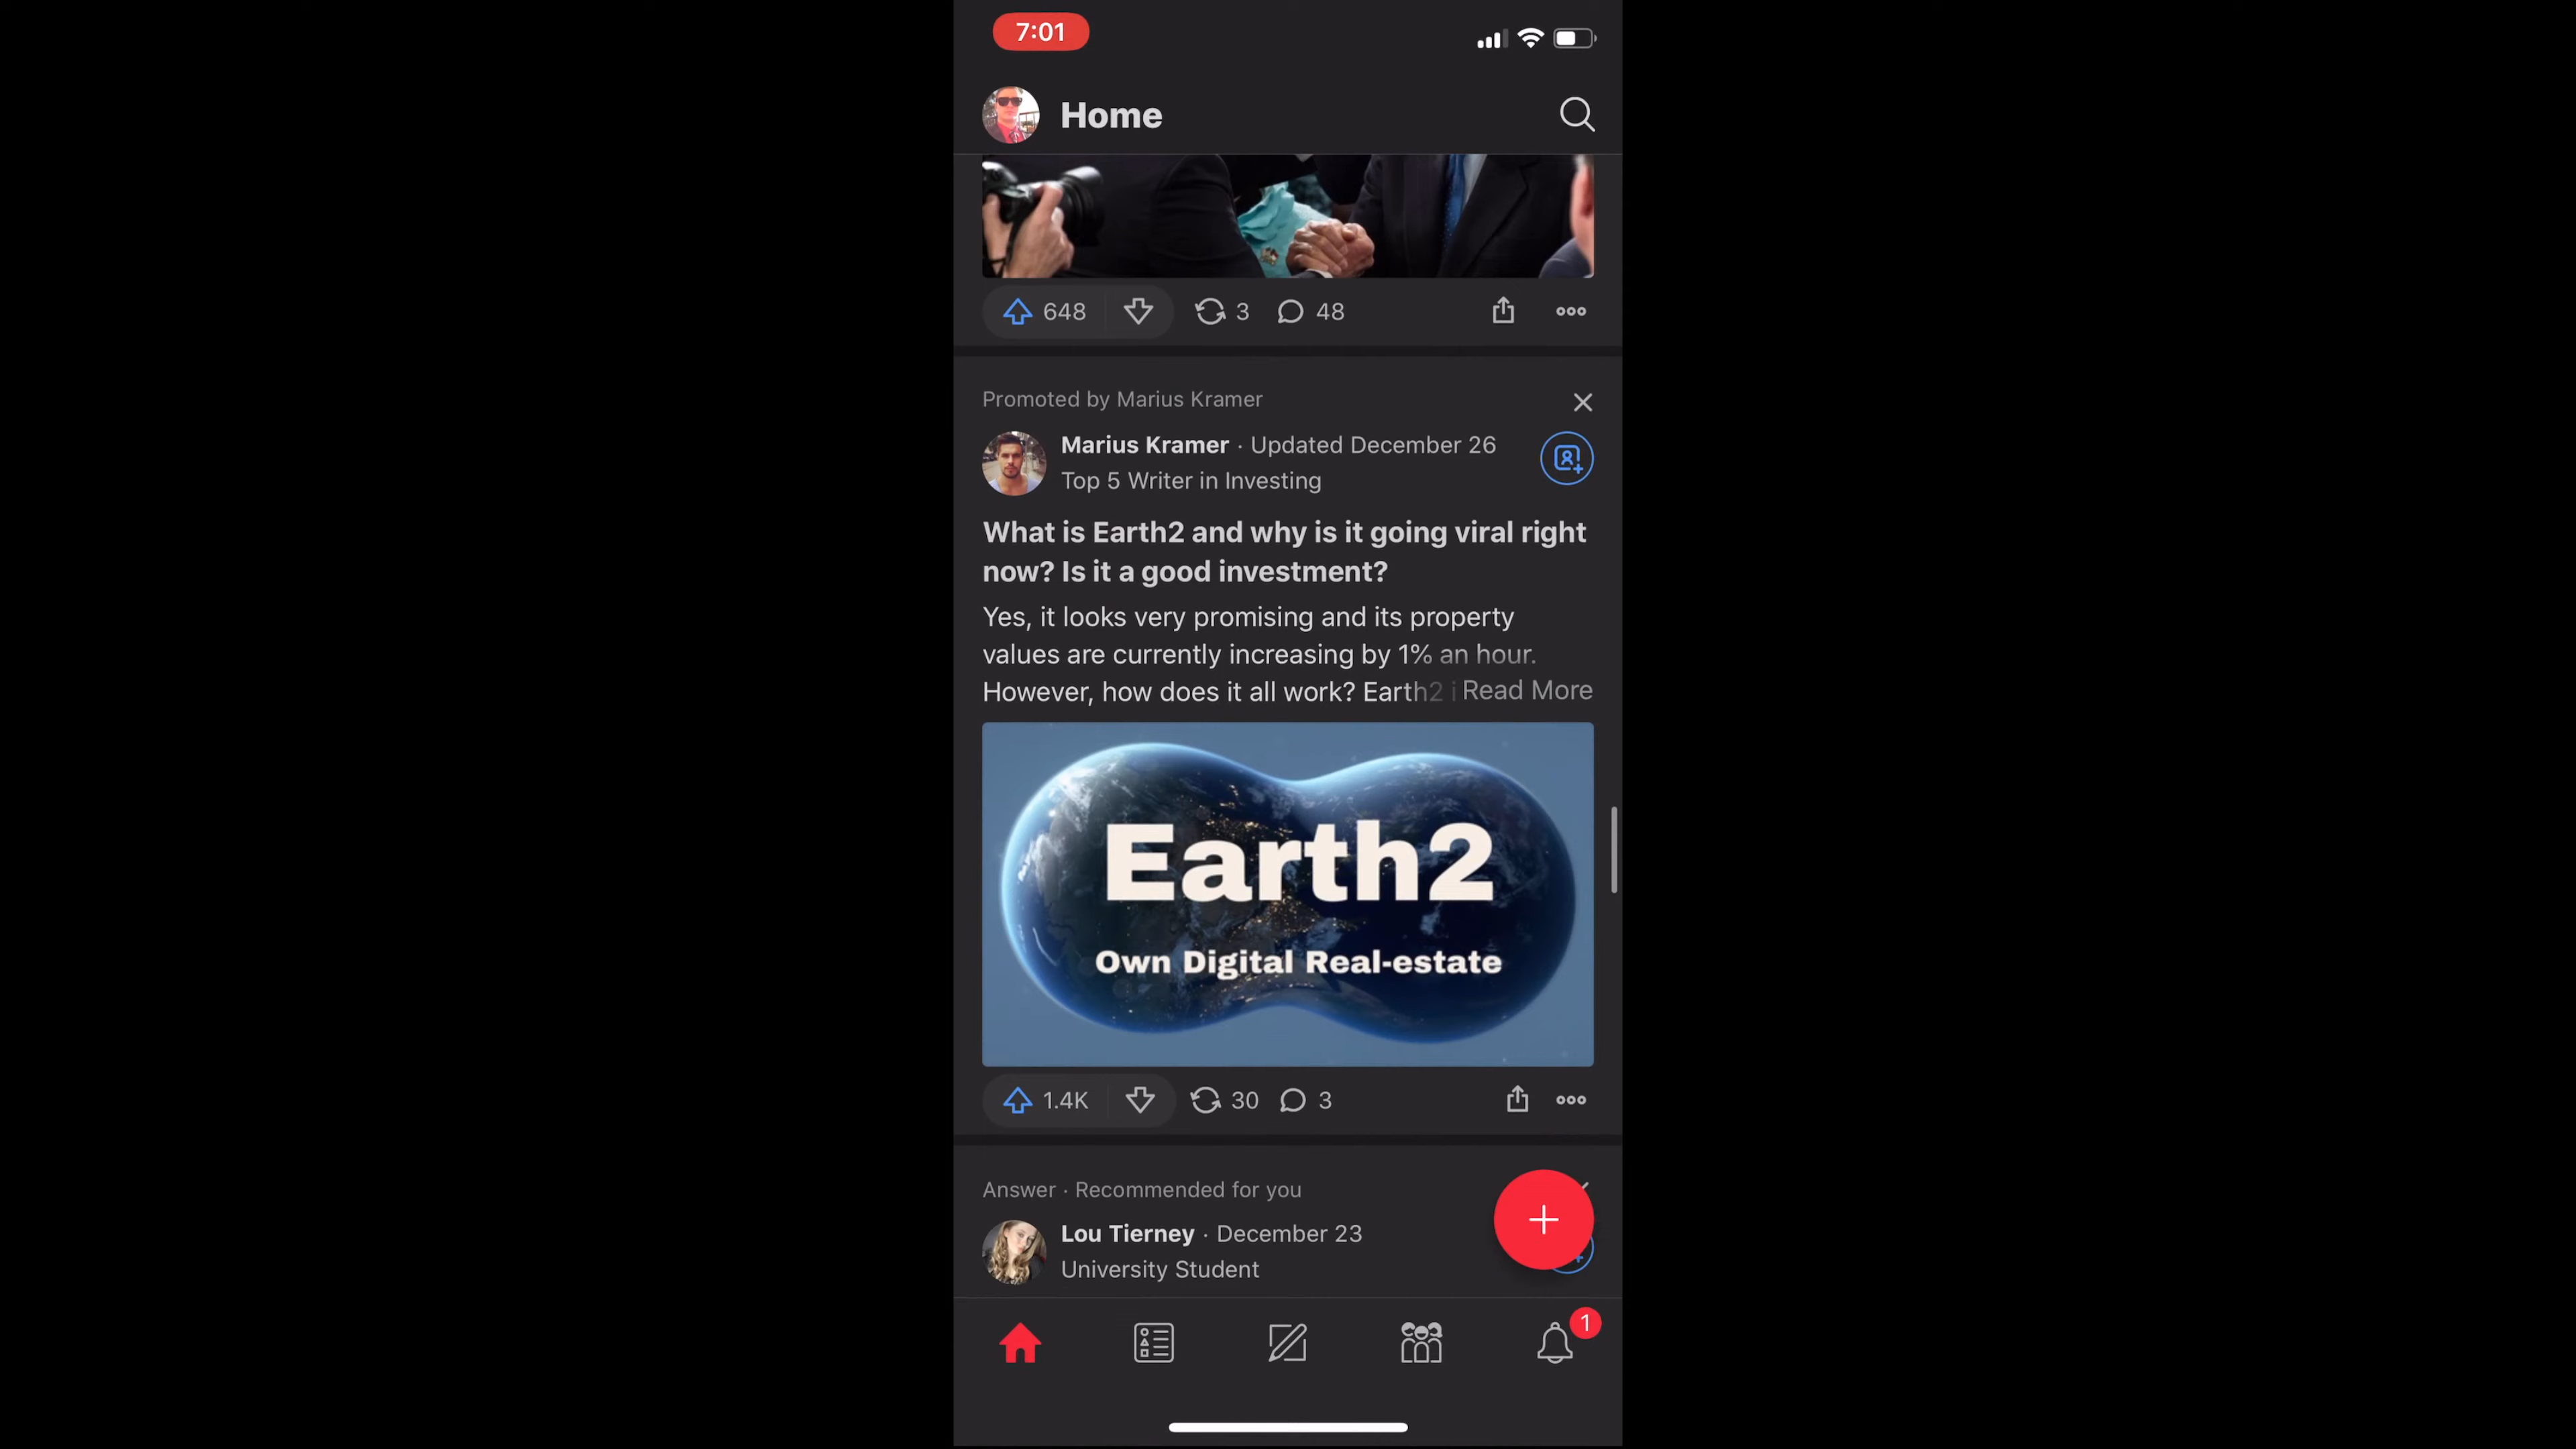 7:01
Home
648
3
48
Promoted by Marius Kramer
Marius Kramer · Updated December 26
Top 5 Writer in Investing
What is Earth2 and why is it going viral right
now? Is it a good investment?
Yes, it looks very promising and its property
values are currently increasing by 1% an hour.
However, how does it all work? Earth2 i Read More
Earth2
Own Digital Real-estate
1.4K
30
3
Answer · Recommended for you
Lou Tierney · December 23
University Student
1